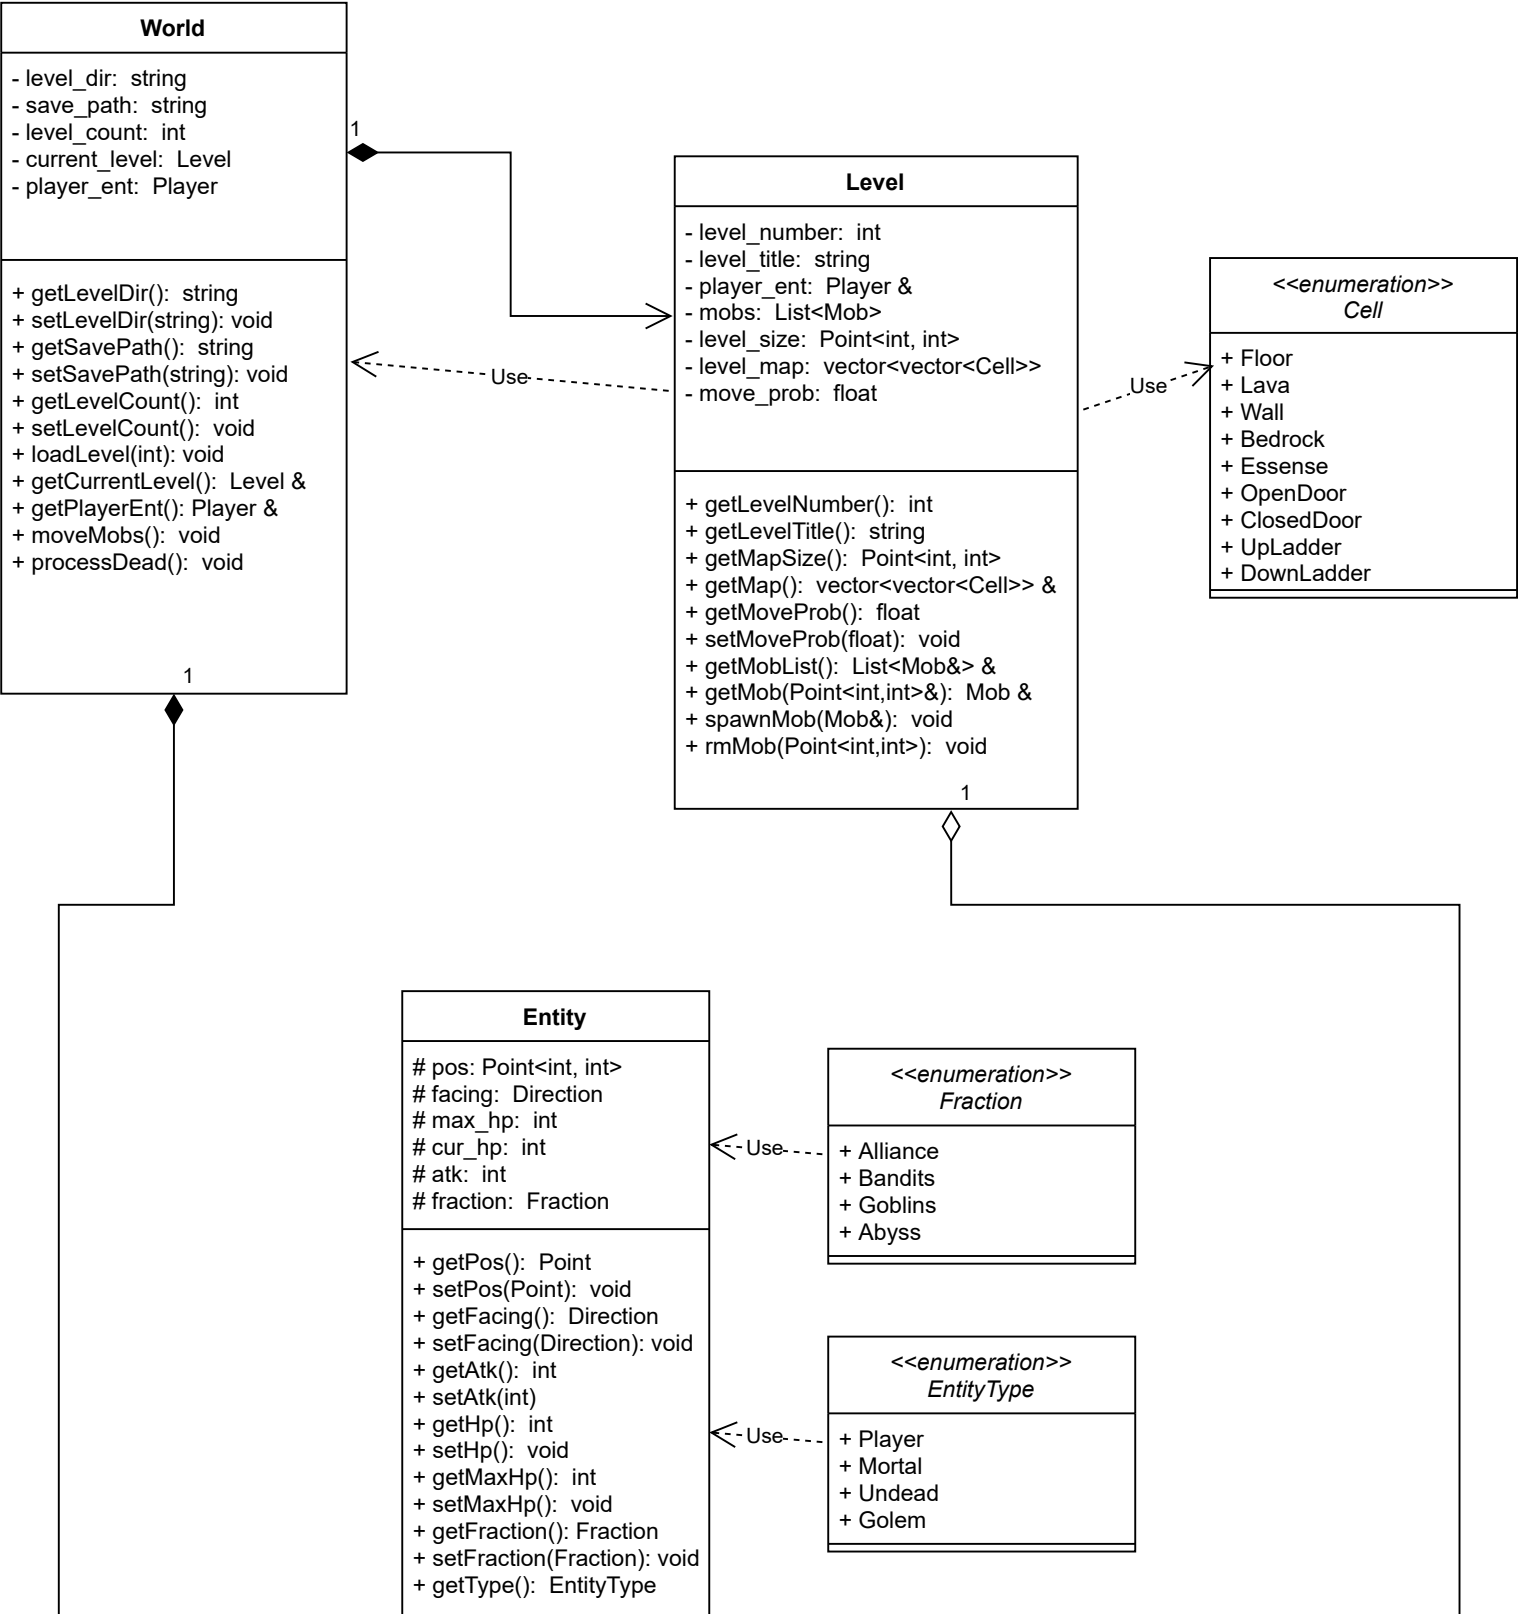 World
- level_dir: string
- save_path: string
- level_count: int
- current_level: Level
- player_ent: Player
+ getLevelDir(): string
+ setLevelDir(string): void
+ getSavePath(): string
+ setSavePath(string): void
+ getLevelCount(): int
+ setLevelCount(): void
+ loadLevel(int): void
+ getCurrentLevel(): Level &
+ getPlayerEnt(): Player &
+ moveMobs(): void
+ processDead(): void
1
1
Use
Level
- level_number: int
- level_title: string
- player_ent: Player &
- mobs: List<Mob>
- level_size: Point<int, int>
- level_map: vector<vector<Cell>>
- move_prob: float
+ getLevelNumber(): int
+ getLevelTitle(): string
+ getMapSize(): Point<int, int>
+ getMap(): vector<vector<Cell>> &
+ getMoveProb(): float
+ setMoveProb(float): void
+ getMobList(): List<Mob&> &
+ getMob(Point<int,int>&): Mob &
+ spawnMob(Mob&): void
+ rmMob(Point<int,int>): void
1
Use
<<enumeration>>
Cell
+ Floor
+ Lava
+ Wall
+ Bedrock
+ Essense
+ OpenDoor
+ ClosedDoor
+ UpLadder
+ DownLadder
Entity
# pos: Point<int, int>
# facing: Direction
# max_hp: int
# cur_hp: int
# atk: int
# fraction: Fraction
+ getPos(): Point
+ setPos(Point): void
+ getFacing(): Direction
+ setFacing(Direction): void
+ getAtk(): int
+ setAtk(int)
+ getHp(): int
+ setHp(): void
+ getMaxHp(): int
+ setMaxHp(): void
+ getFraction(): Fraction
+ setFraction(Fraction): void
+ getType(): EntityType
Use
<<enumeration>>
Fraction
+ Alliance
+ Bandits
+ Goblins
+ Abyss
Use
<<enumeration>>
EntityType
+ Player
+ Mortal
+ Undead
+ Golem